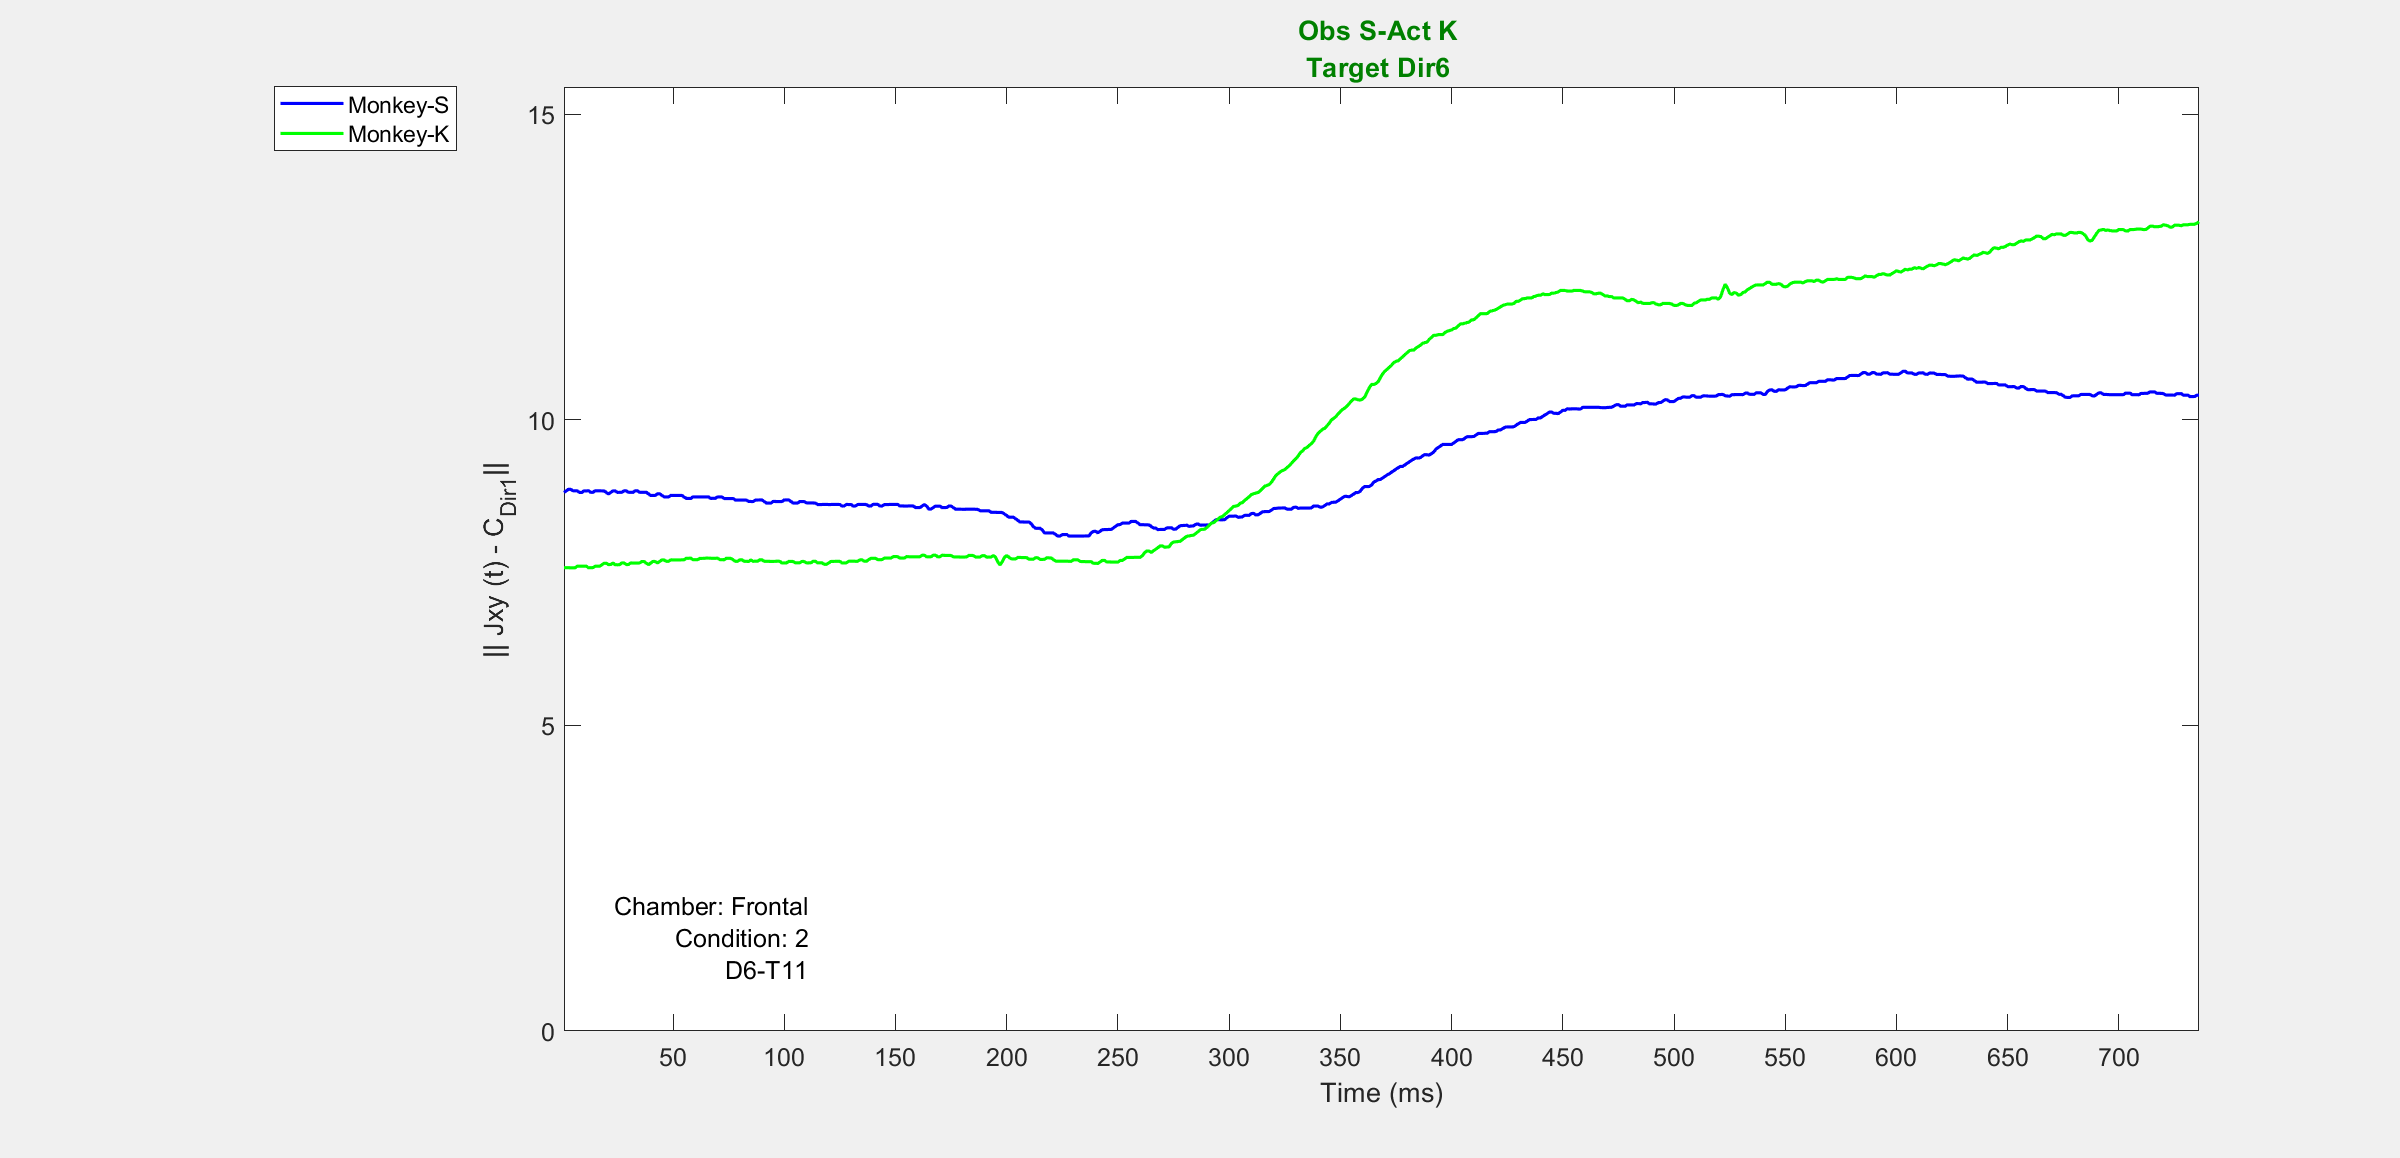 Obs S-Act K
Target Dir6
Monkey-S
Monkey-K
15
10
5
0
|| Jxy (t) - C_Dir1 ||
Chamber: Frontal
Condition: 2
D6-T11
50 100 150 200 250 300 350 400 450 500 550 600 650 700
Time (ms)